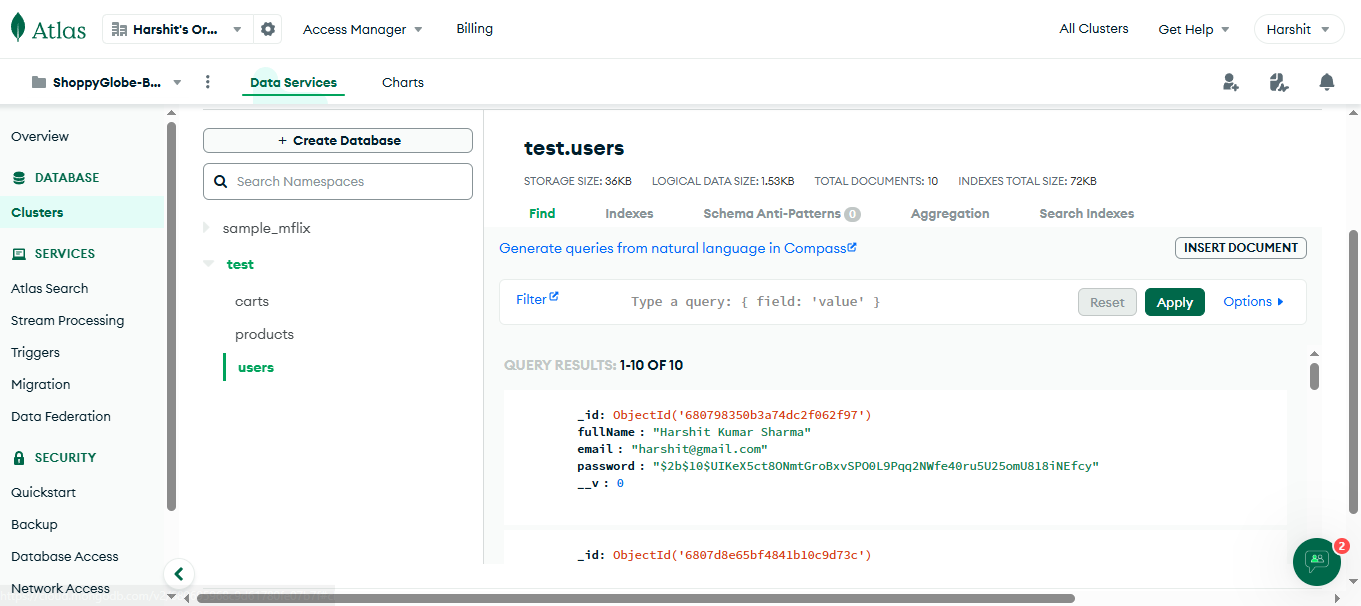 Atlas
Harshit's Or...
Access Manager
Billing
All Clusters
Get Help
Harshit
ShoppyGlobe-B...
Data Services
Charts
Overview
DATABASE
Clusters
SERVICES
Atlas Search
Stream Processing
Triggers
Migration
Data Federation
SECURITY
Quickstart
Backup
Database Access
Network Access
+ Create Database
Search Namespaces
sample_mflix
test
carts
products
users
test.users
STORAGE SIZE: 36KB LOGICAL DATA SIZE: 1.53KB TOTAL DOCUMENTS: 10 INDEXES TOTAL SIZE: 72KB
Find Indexes Schema Anti-Patterns 0 Aggregation Search Indexes
Generate queries from natural language in Compass
INSERT DOCUMENT
Filter
Type a query: { field: 'value' }
Reset
Apply
Options
QUERY RESULTS: 1-10 OF 10
_id: ObjectId('680798350b3a74dc2f062f97')
fullName : "Harshit Kumar Sharma"
email : "harshit@gmail.com"
password : "$2b$10$UIKeX5ct8ONmtGroBxvSPO0L9Pqq2NWfe40ru5U25omU818iNEfcy"
__v : 0
_id: ObjectId('6807d8e65bf4841b10c9d73c')
2